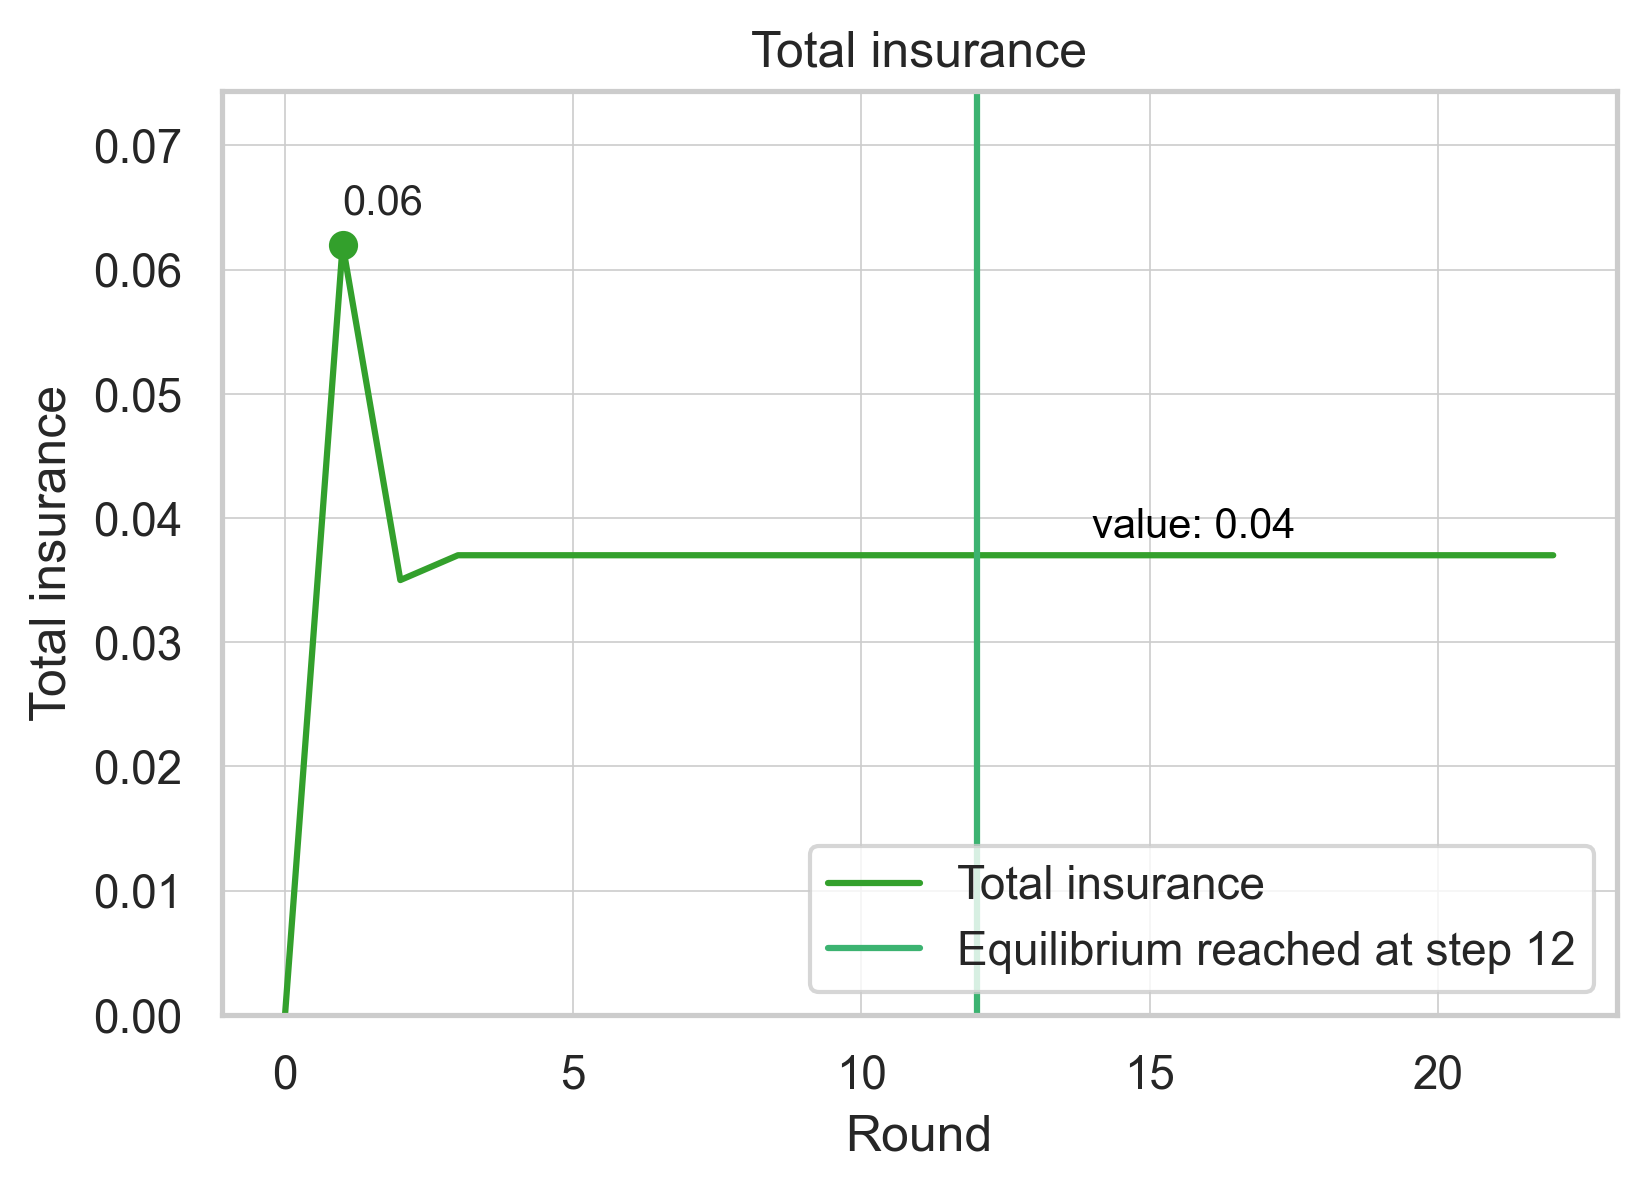 Total insurance
0.07
0.06
0.05
0.04
0.03
0.02
0.01
0.00
Total insurance
0.06
value: 0.04
Total insurance
Equilibrium reached at step 12
0 5 10 15 20
Round